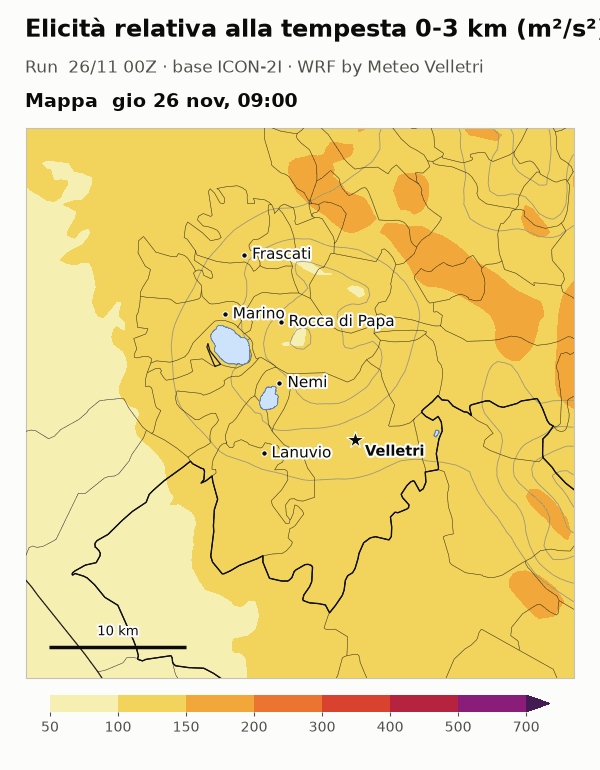 Elicità relativa alla tempesta 0-3 km (m²/s²)
Run  26/11 00Z · base ICON-2I · WRF by Meteo Velletri
Mappa  gio 26 nov, 09:00
Frascati
Marino
Rocca di Papa
Nemi
Velletri
Lanuvio
10 km
50 100 150 200 300 400 500 700